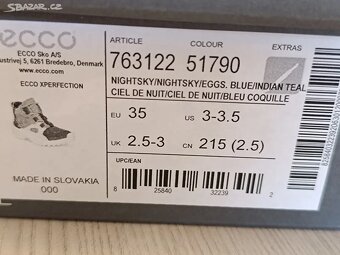 SBAZAR.CZ
ecco
ECCO Sko A/S
ustrivej 5, 6261 Bredebro, Denmark
www.ecco.com
ARTICLE
COLOUR
EXTRAS
763122 51790
ECCO XPERFECTION
NIGHTSKY/NIGHTSKY/EGGS. BLUE/INDIAN TEAL
CIEL DE NUIT/CIEL DE NUIT/BLEU COQUILLE
EU 35
US 3-3.5
UK 2.5-3
CN 215 (2.5)
UPC/EAN
MADE IN SLOVAKIA
000
8 25840 32239 2